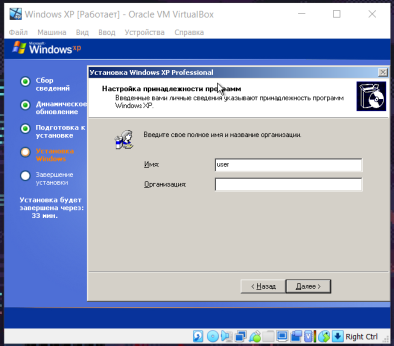 Windows XP [Работает] - Oracle VM VirtualBox
Файл Машина Вид Ввод Устройства Справка
Microsoft
Windows xp
Сбор
сведений
Динамическое
обновление
Подготовка к
установке
Установка
Windows
Завершение
установки
Установка будет
завершена через:
33 мин.
Установка Windows XP Professional
Настройка принадлежности программ
Введенные вами личные сведения указывают принадлежность программ
Windows XP.
Введите свое полное имя и название организации.
Имя: user
Организация:
< Назад Далее >
Right Ctrl